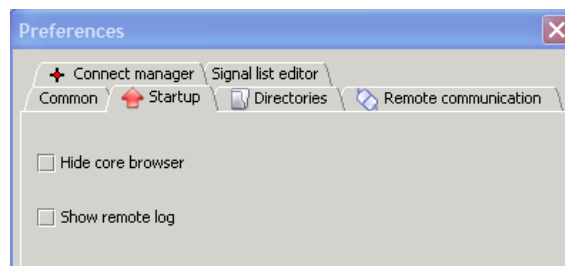 Preferences
Connect manager Signal list editor
Common Startup Directories Remote communication
Hide core browser
Show remote log